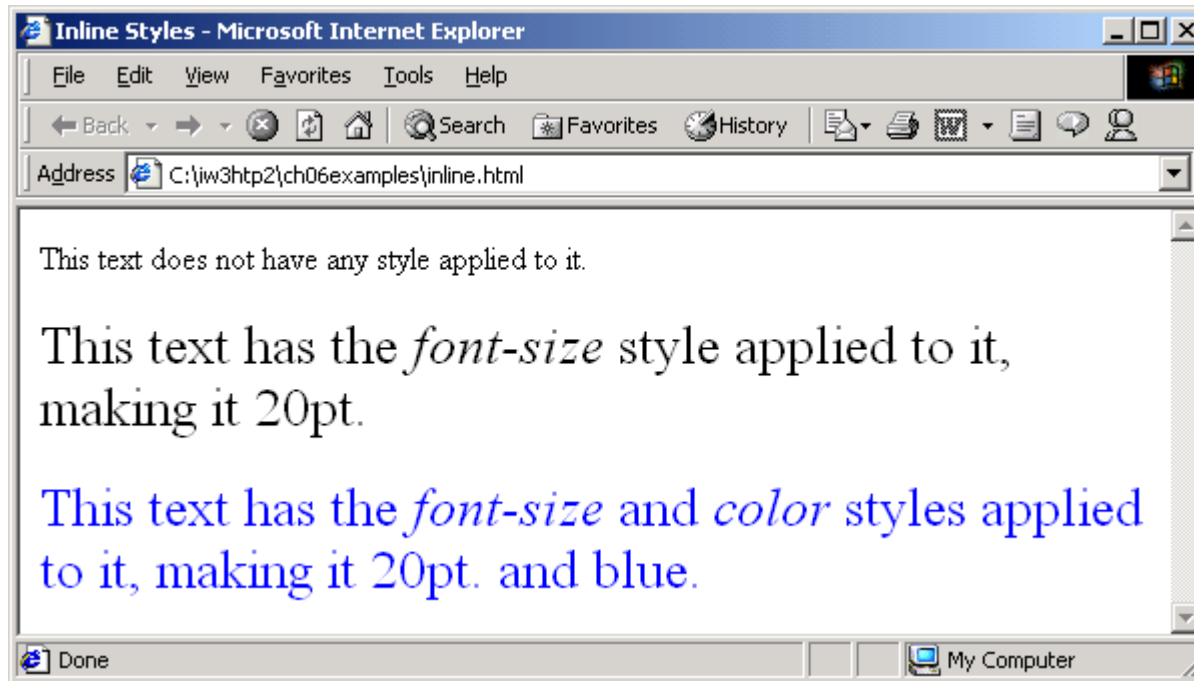 Inline Styles - Microsoft Internet Explorer
File Edit View Favorites Tools Help
Back Search Favorites History
Address C:\iw3htp2\ch06examples\inline.html
This text does not have any style applied to it.
This text has the font-size style applied to it,
making it 20pt.
This text has the font-size and color styles applied
to it, making it 20pt. and blue.
Done My Computer